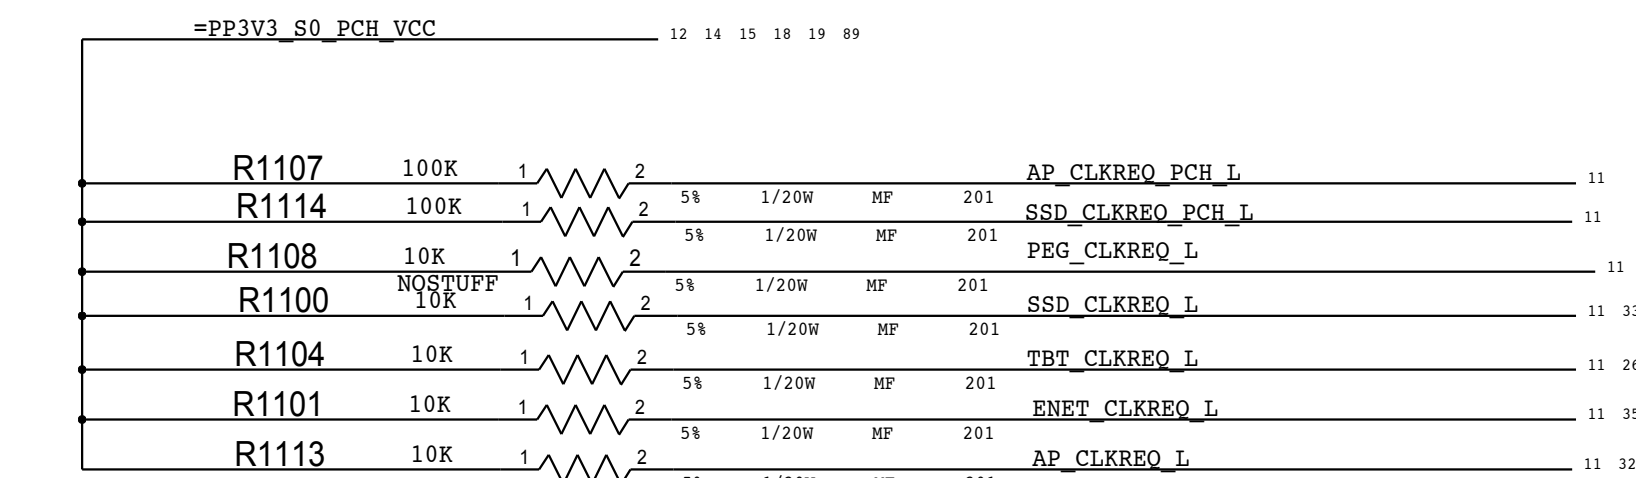 =PP3V3_S0_PCH_VCC 12 14 15 18 19 89
R1107 100K 1 2 AP_CLKREQ_PCH_L 11
5% 1/20W MF 201
R1114 100K 1 2 SSD_CLKREQ_PCH_L 11
5% 1/20W MF 201
R1108 10K 1 2 PEG_CLKREQ_L 11
NOSTUFF 5% 1/20W MF 201
R1100 10K 1 2 SSD_CLKREQ_L 11 33
5% 1/20W MF 201
R1104 10K 1 2 TBT_CLKREQ_L 11 26
5% 1/20W MF 201
R1101 10K 1 2 ENET_CLKREQ_L 11 35
5% 1/20W MF 201
R1113 10K 1 2 AP_CLKREQ_L 11 32